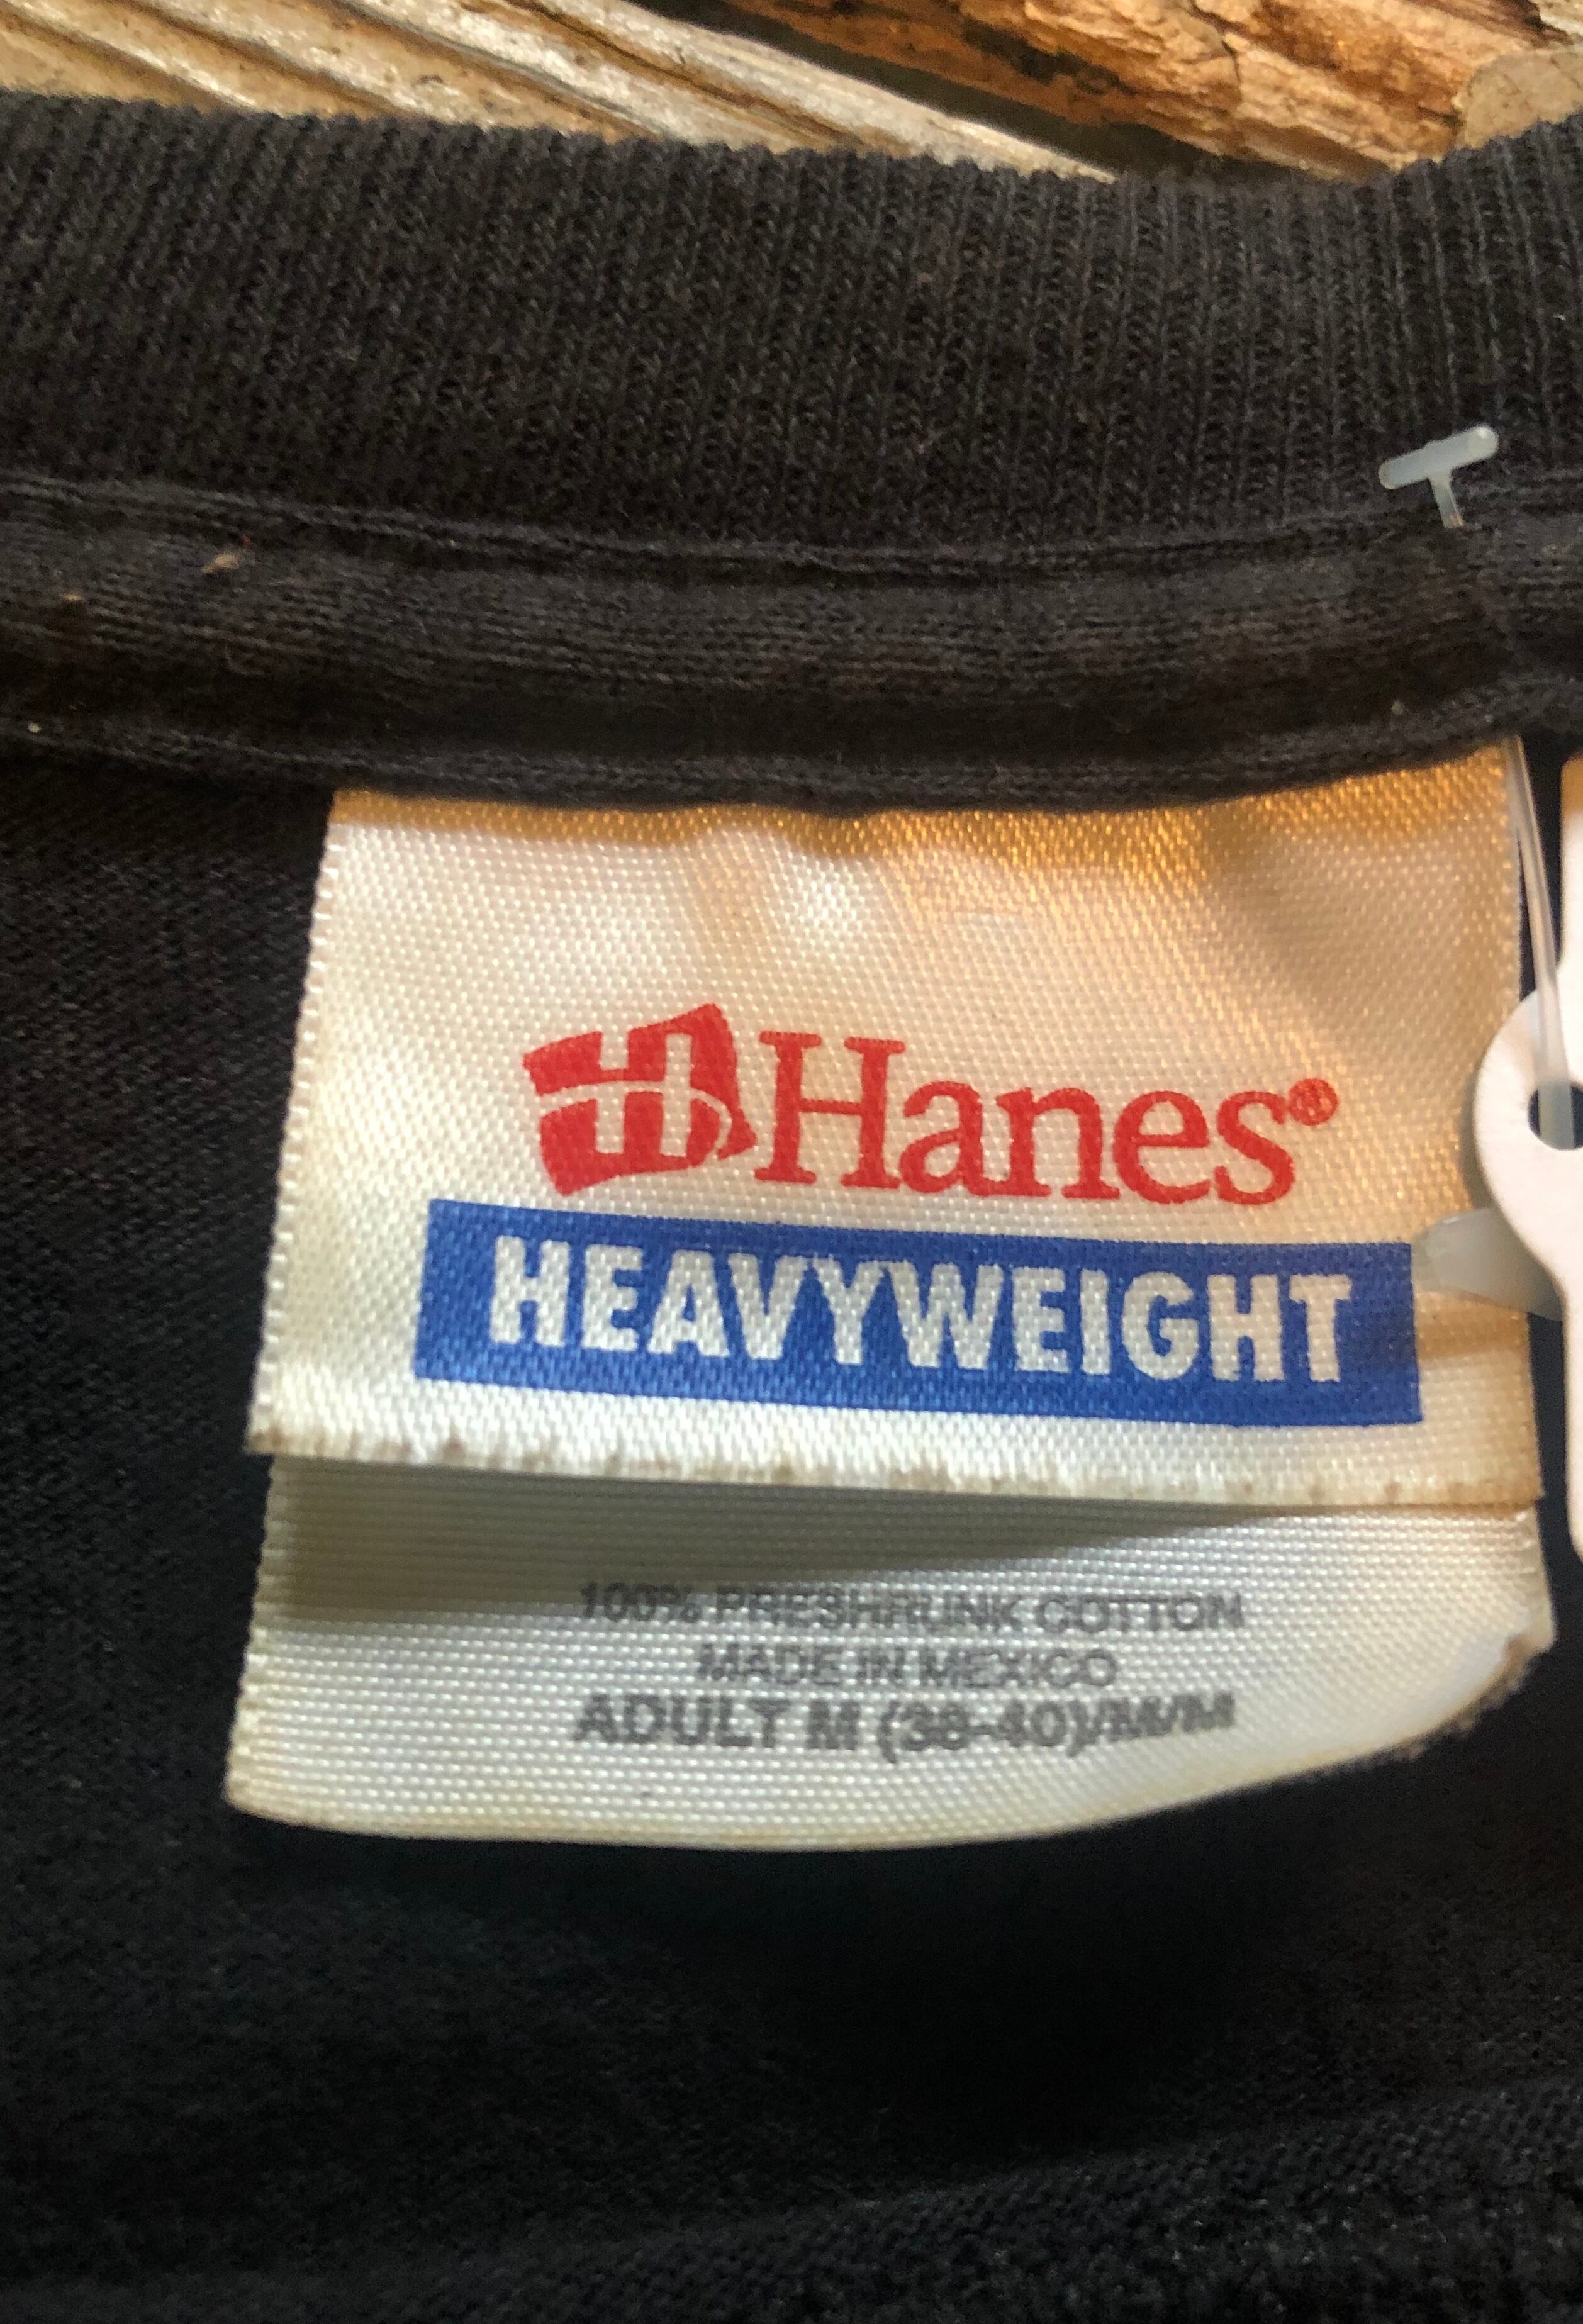 H Hanes®
HEAVYWEIGHT
100% PRESHRUNK COTTON
MADE IN MEXICO
ADULT M (38-40)/M/M